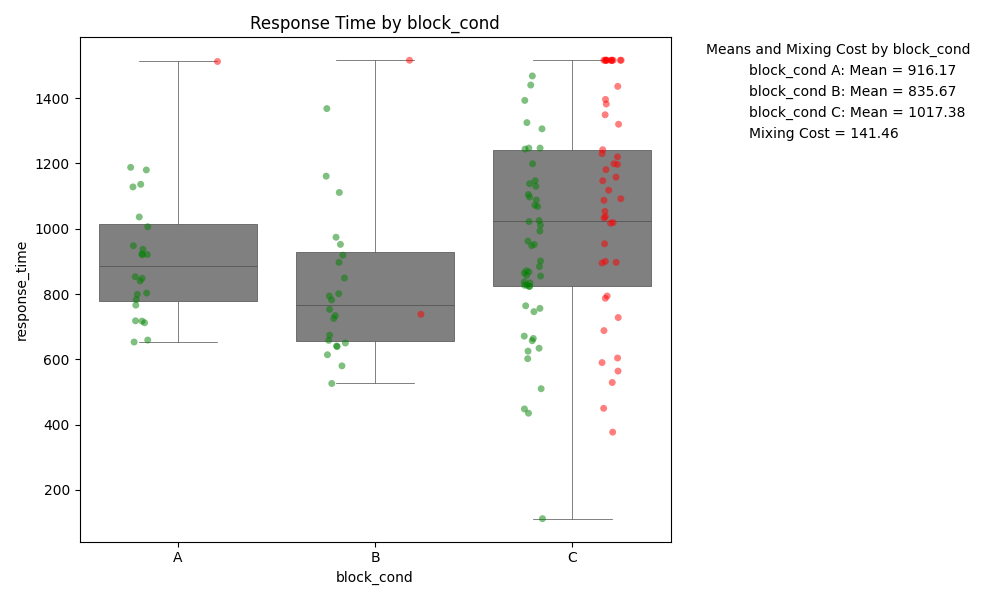 Response Time by block_cond
Means and Mixing Cost by block_cond
block_cond A: Mean = 916.17
block_cond B: Mean = 835.67
block_cond C: Mean = 1017.38
Mixing Cost = 141.46
response_time
1400
1200
1000
800
600
400
200
A
B
C
block_cond